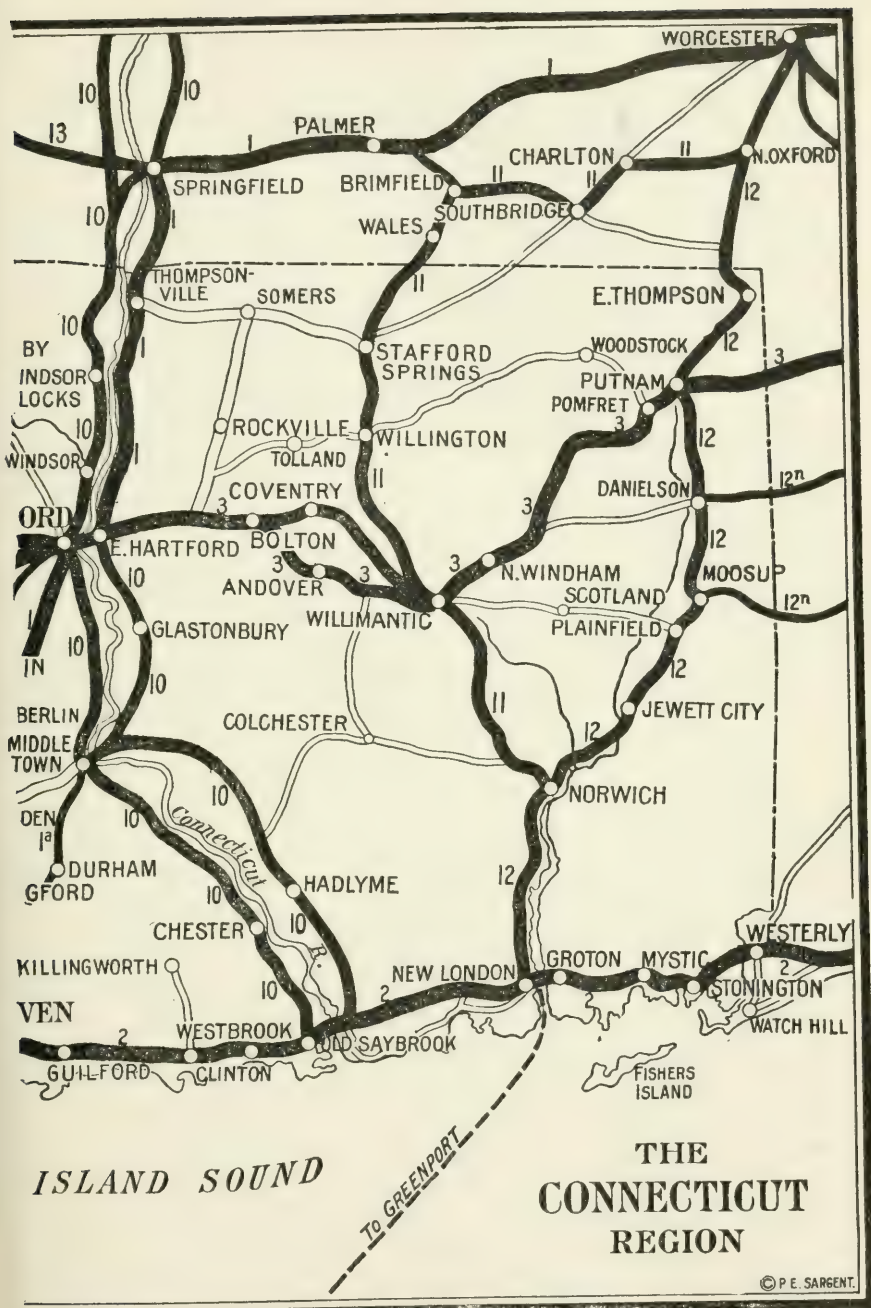 WORCESTER
10
10
1
13
PALMER
1
CHARLTON
11
N.OXFORD
SPRINGFIELD
BRIMFIELD
11
11
12
SOUTHBRIDGE
10
1
WALES
11
THOMPSON-
VILLE
SOMERS
E.THOMPSON
10
1
12
BY
INDSOR
LOCKS
STAFFORD
SPRINGS
WOODSTOCK
3
PUTNAM
POMFRET
3
10
ROCKVILLE
WILLINGTON
12
WINDSOR
1
TOLLAND
11
12ⁿ
COVENTRY
DANIELSON
ORD
3
3
E.HARTFORD
BOLTON
12
3
3
N.WINDHAM
MOOSUP
10
ANDOVER
3
SCOTLAND
12ⁿ
WILLIMANTIC
1
10
GLASTONBURY
PLAINFIELD
IN
12
10
11
JEWETT CITY
BERLIN
COLCHESTER
12
MIDDLE
TOWN
10
NORWICH
10
Connecticut
DEN
1ª
DURHAM
GFORD
10
HADLYME
12
CHESTER
10
R.
WESTERLY
KILLINGWORTH
NEW LONDON
GROTON
MYSTIC
2
10
2
2
STONINGTON
VEN
WESTBROOK
WATCH HILL
2
OLD SAYBROOK
GUILFORD
CLINTON
FISHERS
ISLAND
TO GREENPORT
ISLAND SOUND
THE
CONNECTICUT
REGION
© P E. SARGENT.